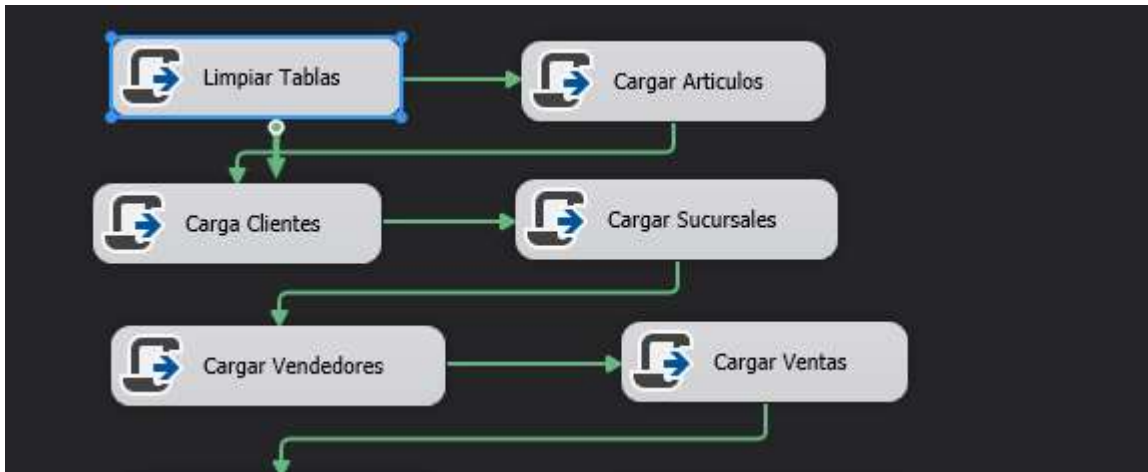 Limpiar Tablas
Cargar Articulos
Carga Clientes
Cargar Sucursales
Cargar Vendedores
Cargar Ventas